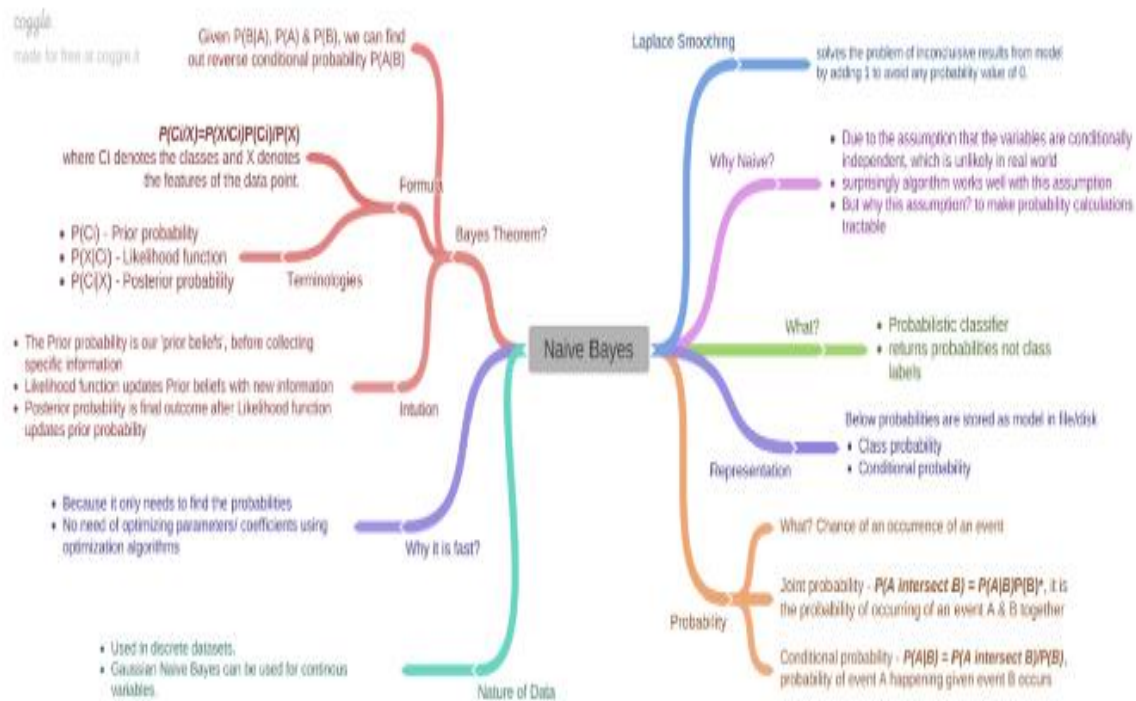 coggle
made for free at coggle.it
Given P(B|A), P(A) & P(B), we can find
out reverse conditional probability P(A|B)
P(Ci/X)=P(X/Ci)P(Ci)/P(X)
where Ci denotes the classes and X denotes
the features of the data point.
Formula
• P(Ci) - Prior probability
• P(X|Ci) - Likelihood function
• P(Ci|X) - Posterior probability
Terminologies
Bayes Theorem?
• The Prior probability is our 'prior beliefs', before collecting
specific information
• Likelihood function updates Prior beliefs with new information
• Posterior probability is final outcome after Likelihood function
updates prior probability
Intution
• Because it only needs to find the probabilities
• No need of optimizing parameters/ coefficients using
optimization algorithms
Why it is fast?
• Used in discrete datasets.
• Gaussian Naive Bayes can be used for continous
variables.
Nature of Data
Naive Bayes
Laplace Smoothing
solves the problem of inconclusive results from model
by adding 1 to avoid any probability value of 0.
Why Naive?
• Due to the assumption that the variables are conditionally
independent, which is unlikely in real world
• surprisingly algorithm works well with this assumption
• But why this assumption? to make probability calculations
tractable
What?
• Probabilistic classifier
• returns probabilities not class
labels
Representation
Below probabilities are stored as model in file/disk
• Class probability
• Conditional probability
Probability
What? Chance of an occurrence of an event
Joint probability - P(A intersect B) = P(A|B)P(B)*, it is
the probability of occurring of an event A & B together
Conditional probability - P(A|B) = P(A intersect B)/P(B),
probability of event A happening given event B occurs